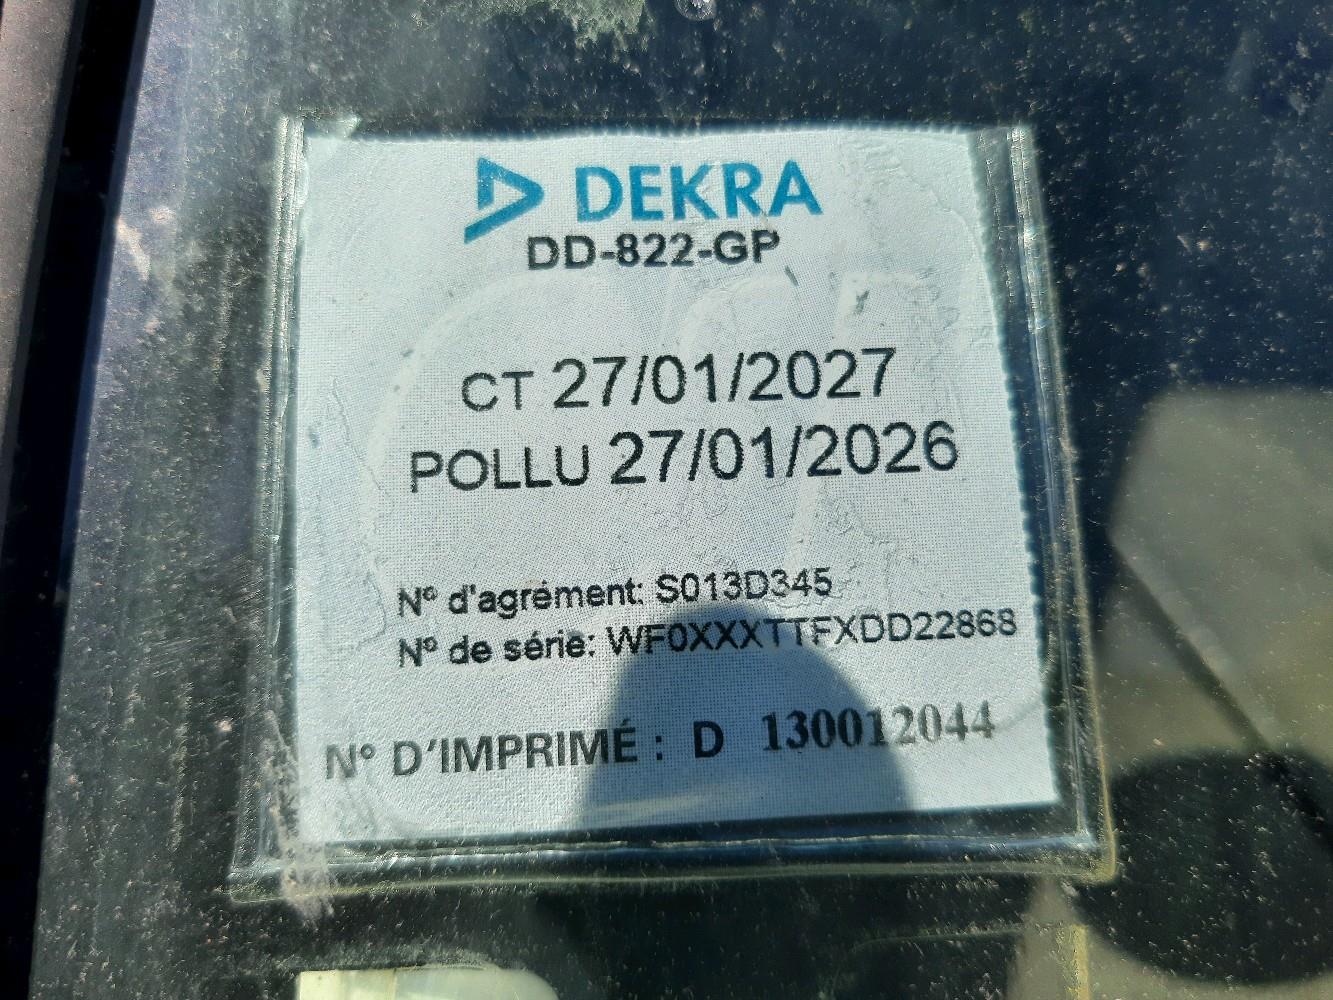 DEKRA
DD-822-GP
CT 27/01/2027
POLLU 27/01/2026
N° d'agrément: S013D345
N° de série: WF0XXXTTFXDD22868
N° D'IMPRIMÉ : D 130012044